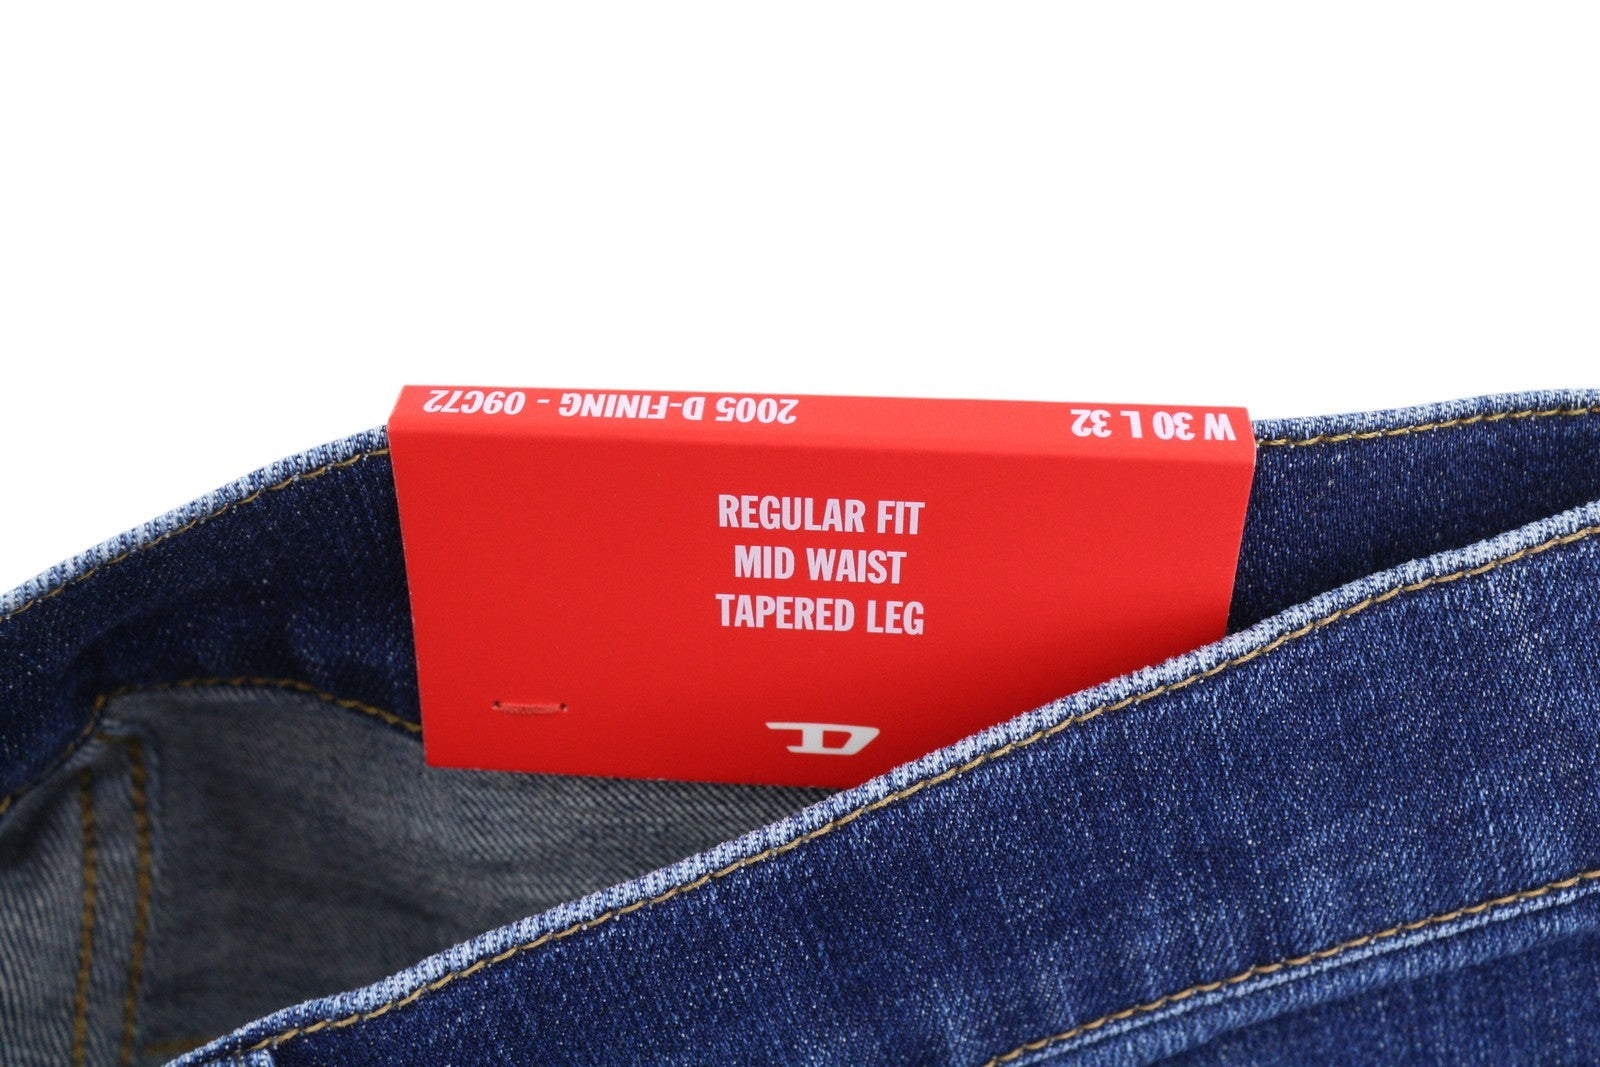 2005 D-FINING - 09C72
W 30 L 32
REGULAR FIT
MID WAIST
TAPERED LEG
D